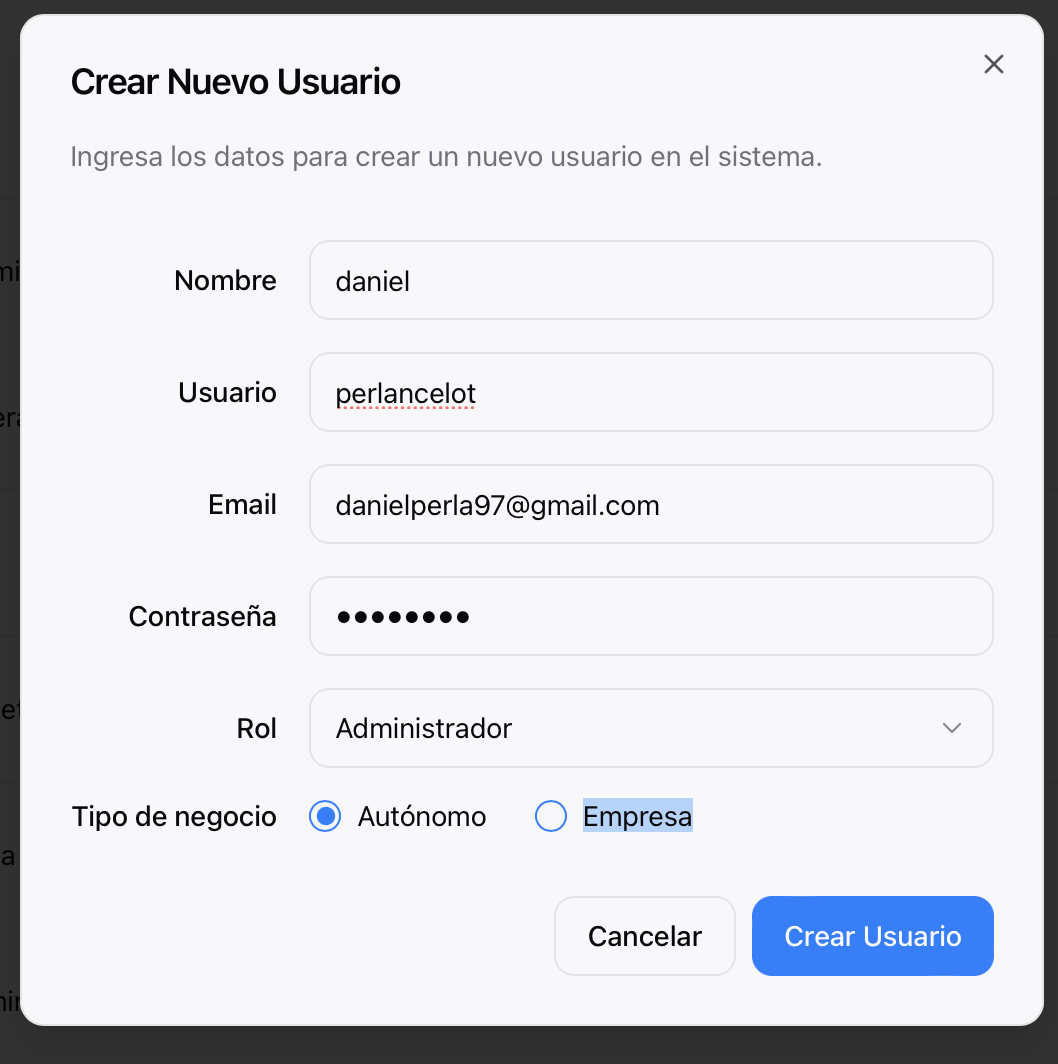 Crear Nuevo Usuario
Ingresa los datos para crear un nuevo usuario en el sistema.
Nombre daniel
Usuario perlancelot
Email danielperla97@gmail.com
Contraseña ••••••••
Rol Administrador
Tipo de negocio Autónomo Empresa
Cancelar Crear Usuario